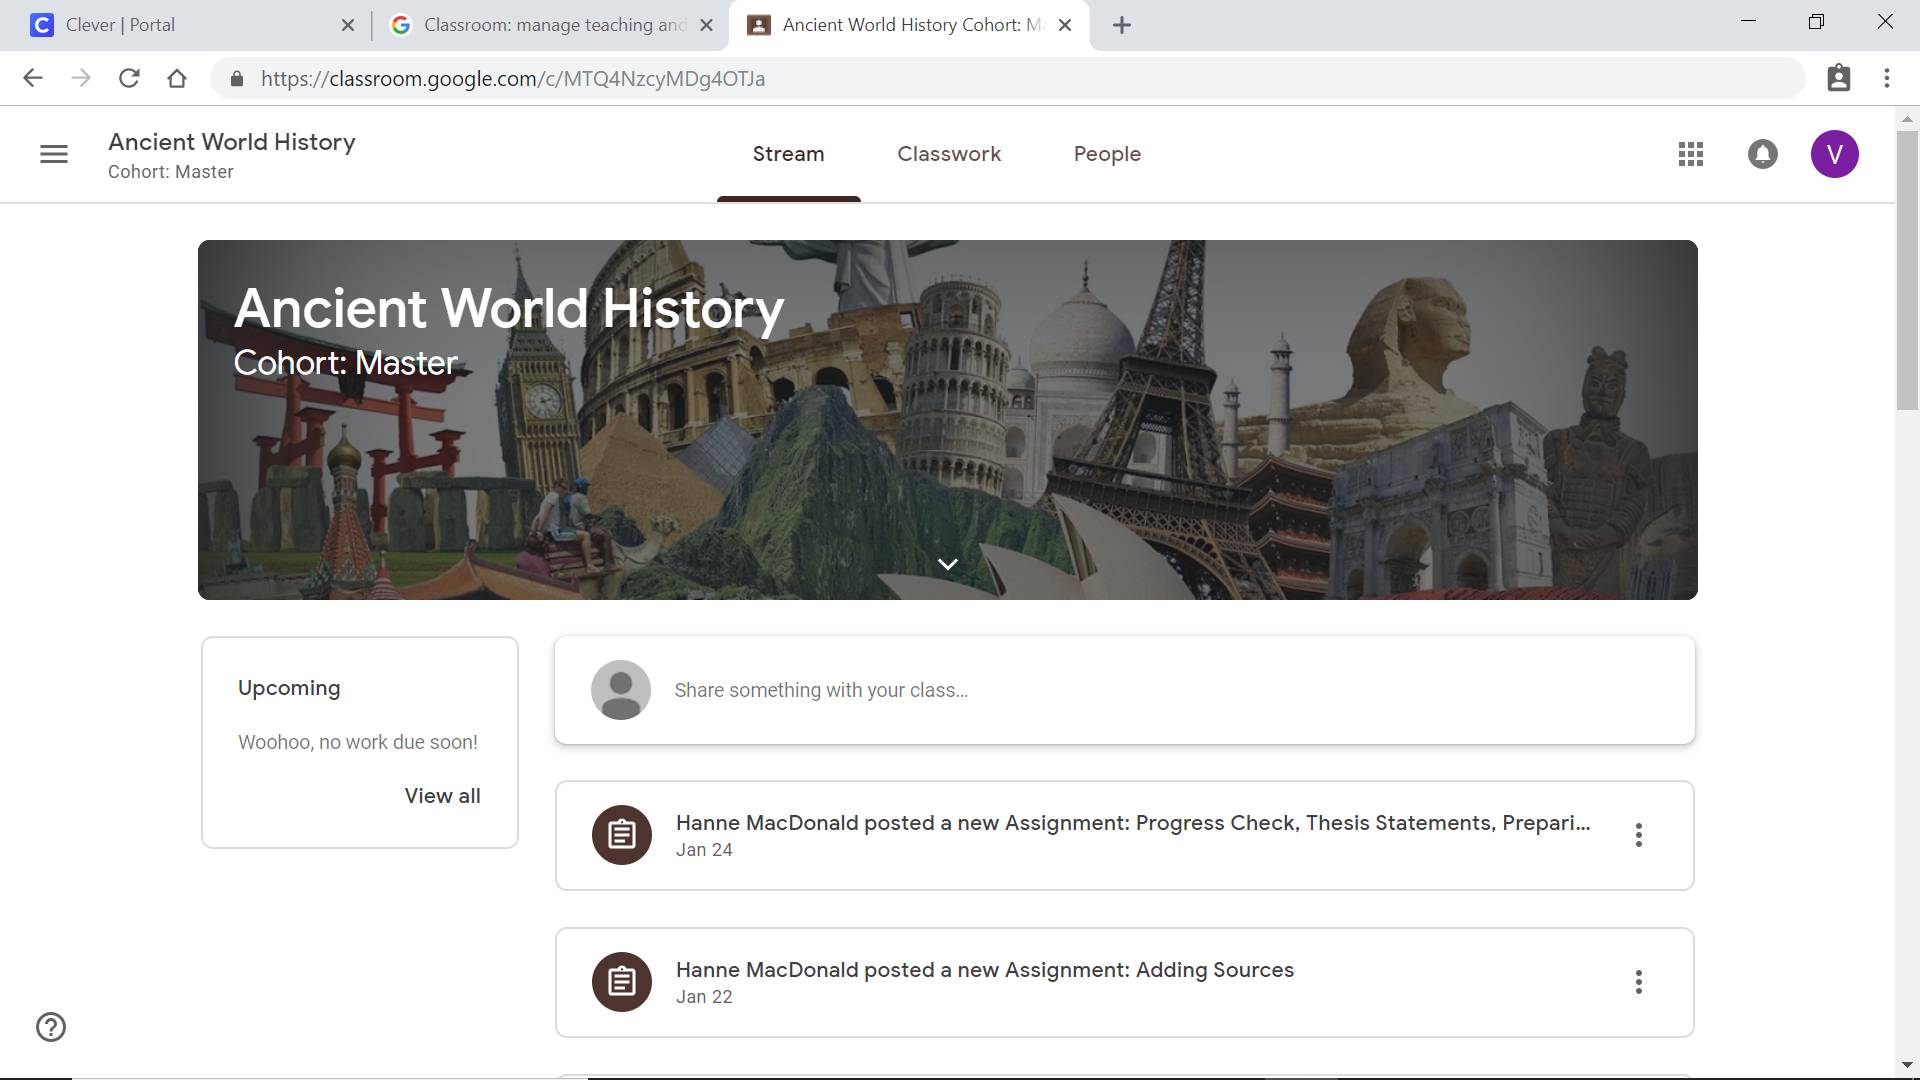 Clever | Portal
Classroom: manage teaching and
Ancient World History Cohort: M
https://classroom.google.com/c/MTQ4NzcyMDg4OTJa
Ancient World History
Cohort: Master
Stream
Classwork
People
V
Ancient World History
Cohort: Master
Upcoming
Woohoo, no work due soon!
View all
Share something with your class...
Hanne MacDonald posted a new Assignment: Progress Check, Thesis Statements, Prepari...
Jan 24
Hanne MacDonald posted a new Assignment: Adding Sources
Jan 22